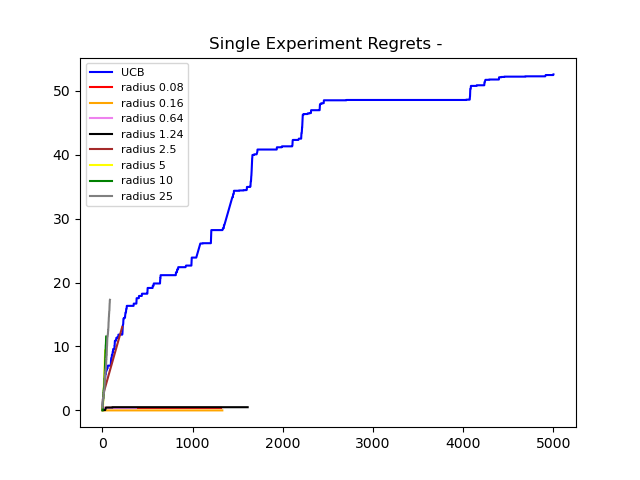 Single Experiment Regrets -
UCB
radius 0.08
radius 0.16
radius 0.64
radius 1.24
radius 2.5
radius 5
radius 10
radius 25
50
40
30
20
10
0
0 1000 2000 3000 4000 5000